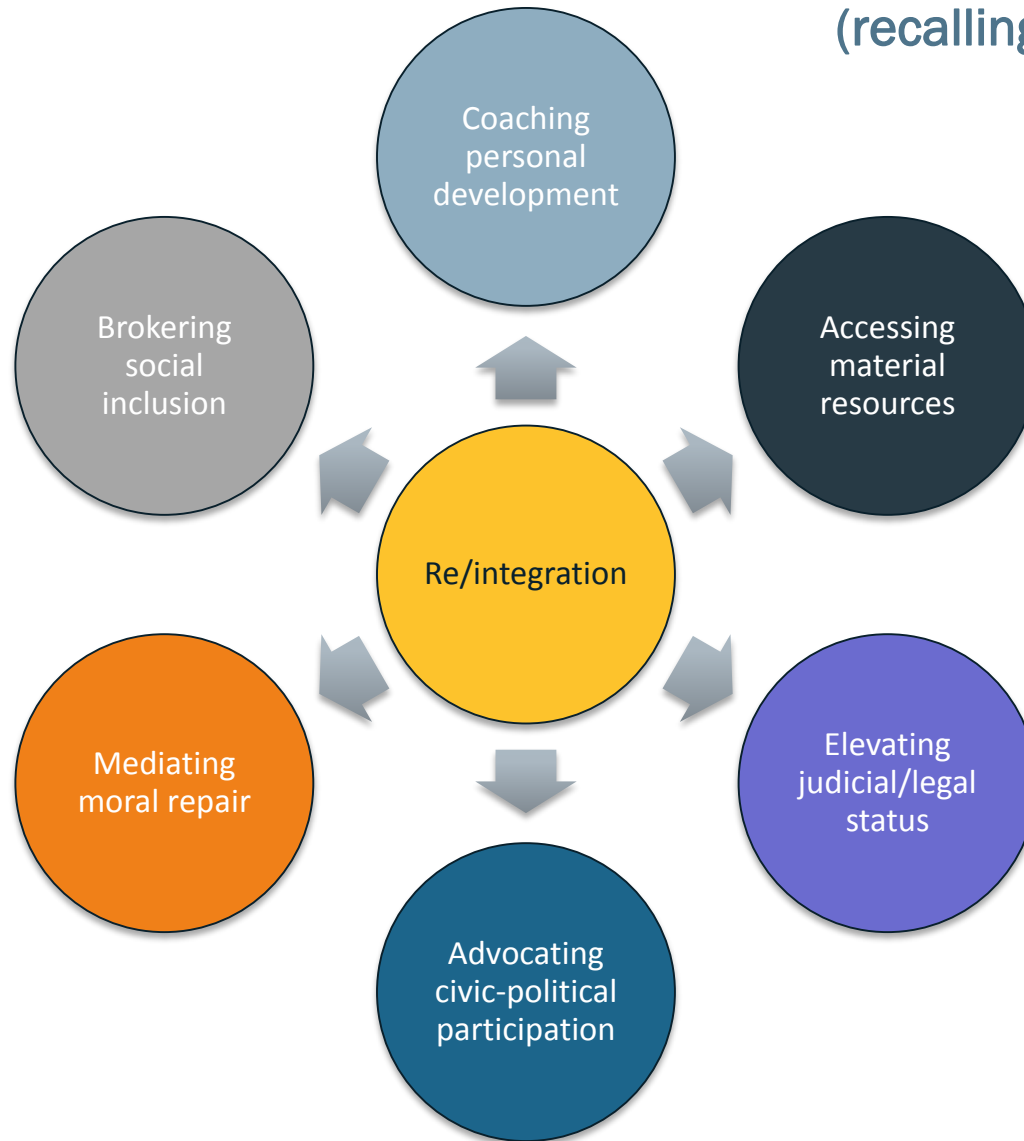 (recalling
Coaching
personal
development
Brokering
social
inclusion
Accessing
material
resources
Re/integration
Mediating
moral repair
Elevating
judicial/legal
status
Advocating
civic-political
participation